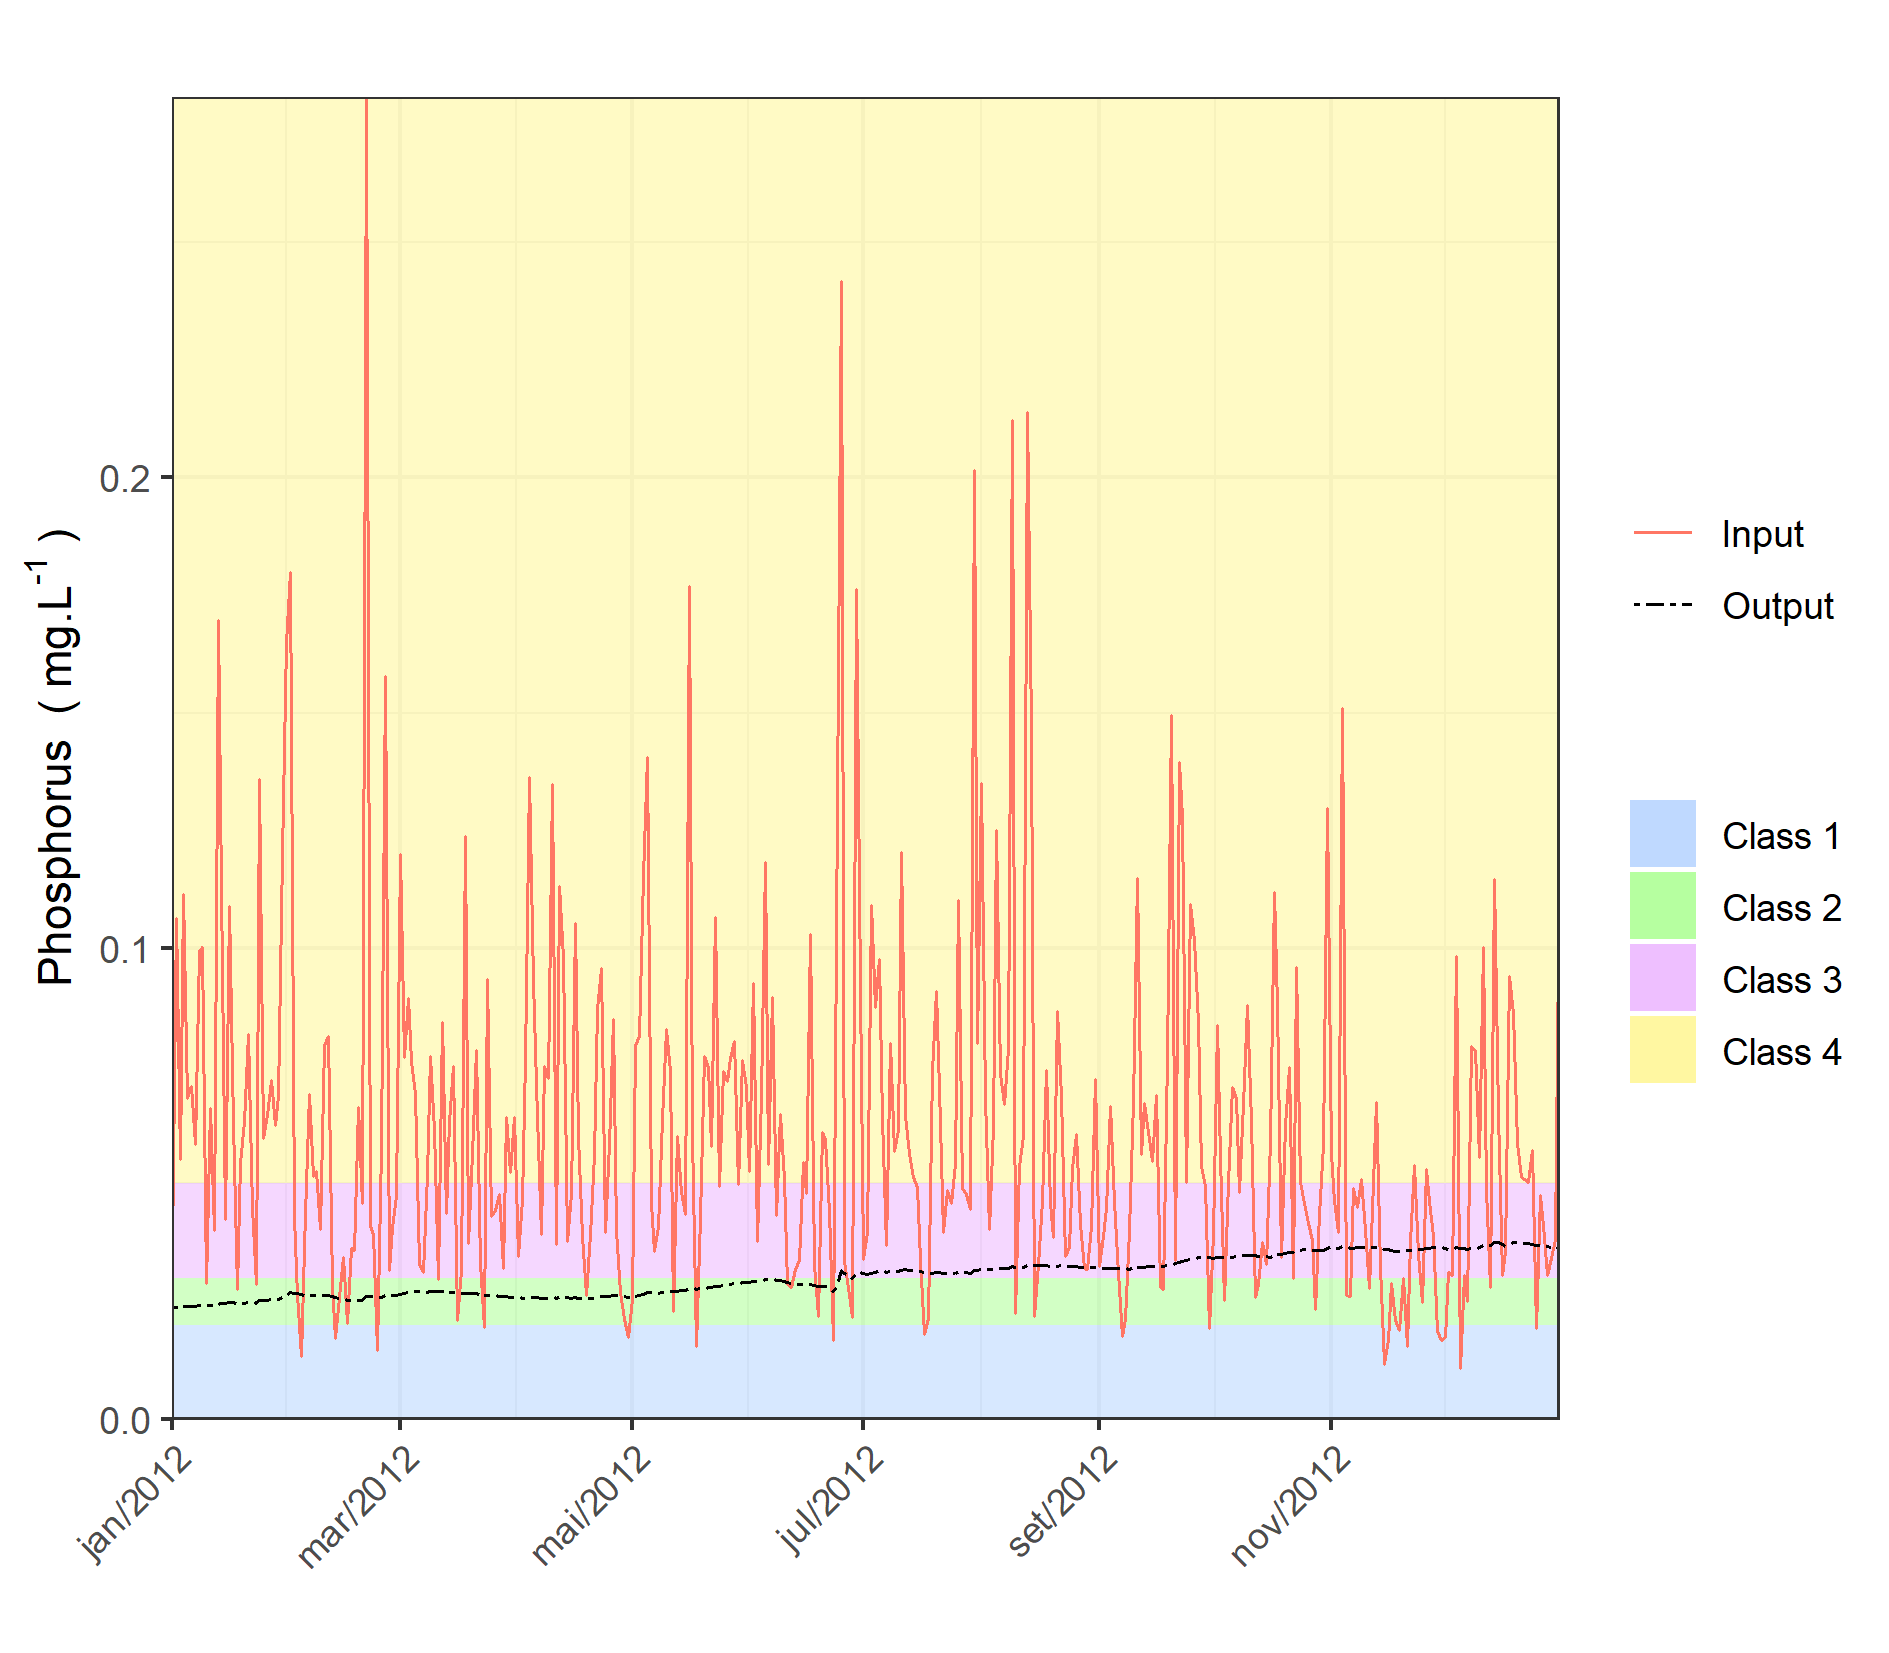 Phosphorus ( mg.L-1 )
0.2
0.1
0.0
jan/2012
mar/2012
mai/2012
jul/2012
set/2012
nov/2012
Input
Output
Class 1
Class 2
Class 3
Class 4